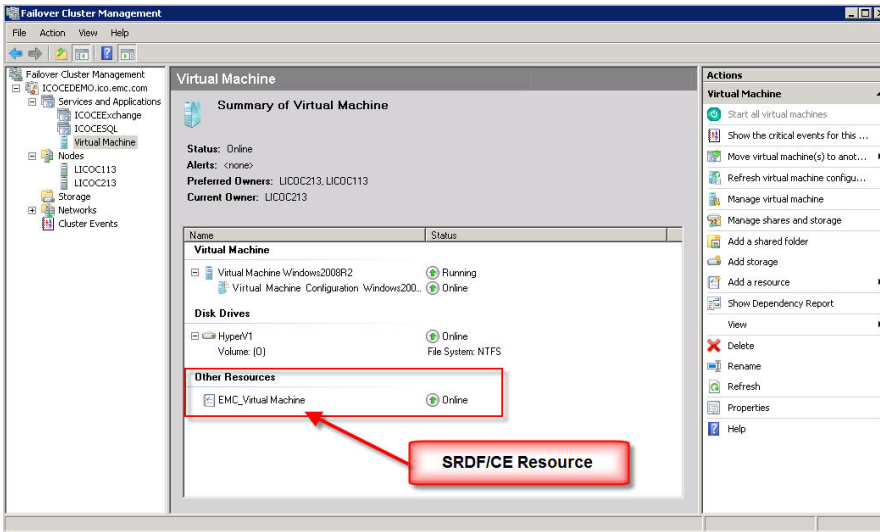 Failover Cluster Management
File Action View Help
Failover Cluster Management
ICOCEDEMO.ico.emc.com
Services and Applications
ICOCEExchange
ICOCESQL
Virtual Machine
Nodes
LICOC113
LICOC213
Storage
Networks
Cluster Events
Virtual Machine
Summary of Virtual Machine
Status: Online
Alerts: <none>
Preferred Owners: LICOC213, LICOC113
Current Owner: LICOC213
Name Status
Virtual Machine
Virtual Machine Windows2008R2 Running
Virtual Machine Configuration Windows200... Online
Disk Drives
HyperV1 Online
Volume: (O) File System: NTFS
Other Resources
EMC_Virtual Machine Online
SRDF/CE Resource
Actions
Virtual Machine
Start all virtual machines
Show the critical events for this ...
Move virtual machine(s) to anot...
Refresh virtual machine configu...
Manage virtual machine
Manage shares and storage
Add a shared folder
Add storage
Add a resource
Show Dependency Report
View
Delete
Rename
Refresh
Properties
Help